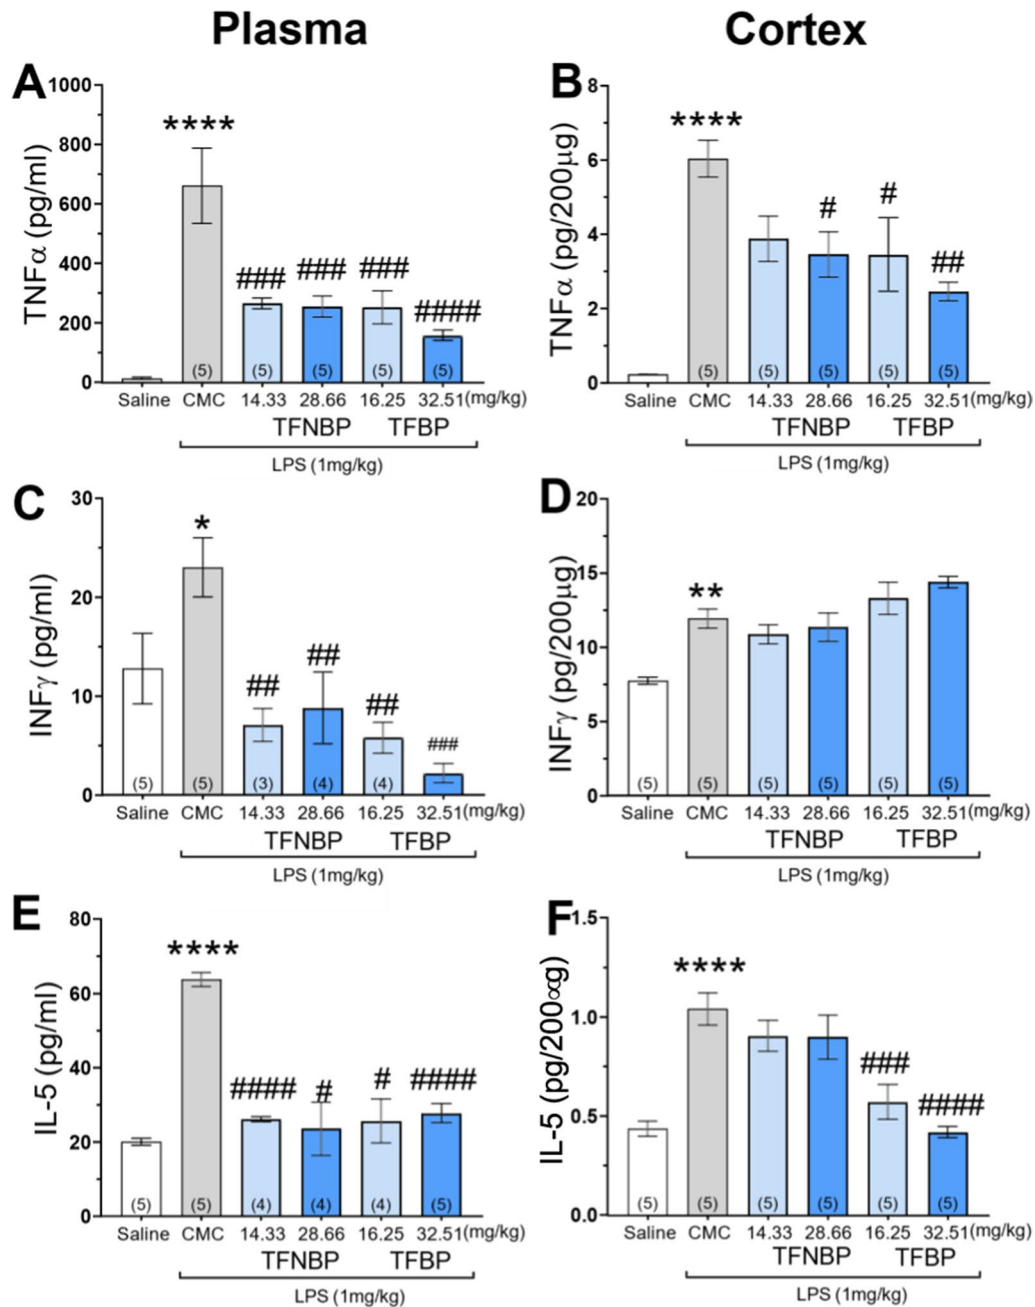 Plasma
Cortex
A
TNFα (pg/ml)
1000
800
600
400
200
0
****
###
###
###
####
(5)
(5)
(5)
(5)
(5)
Saline CMC 14.33 28.66 16.25 32.51(mg/kg)
TFNBP TFBP
LPS (1mg/kg)
B
TNFα (pg/200μg)
8
6
4
2
0
****
#
#
##
(5)
(5)
(5)
(5)
(5)
Saline CMC 14.33 28.66 16.25 32.51(mg/kg)
TFNBP TFBP
LPS (1mg/kg)
C
INFγ (pg/ml)
30
20
10
0
*
##
##
##
###
(5)
(5)
(3)
(4)
(4)
(5)
Saline CMC 14.33 28.66 16.25 32.51(mg/kg)
TFNBP TFBP
LPS (1mg/kg)
D
INFγ (pg/200μg)
20
15
10
5
0
**
(5)
(5)
(5)
(5)
(5)
(5)
Saline CMC 14.33 28.66 16.25 32.51(mg/kg)
TFNBP TFBP
LPS (1mg/kg)
E
IL-5 (pg/ml)
80
60
40
20
0
****
####
#
#
####
(5)
(5)
(4)
(4)
(4)
(5)
Saline CMC 14.33 28.66 16.25 32.51(mg/kg)
TFNBP TFBP
LPS (1mg/kg)
F
IL-5 (pg/200αg)
1.5
1.0
0.5
0.0
****
###
####
(5)
(5)
(5)
(5)
(5)
(5)
Saline CMC 14.33 28.66 16.25 32.51(mg/kg)
TFNBP TFBP
LPS (1mg/kg)